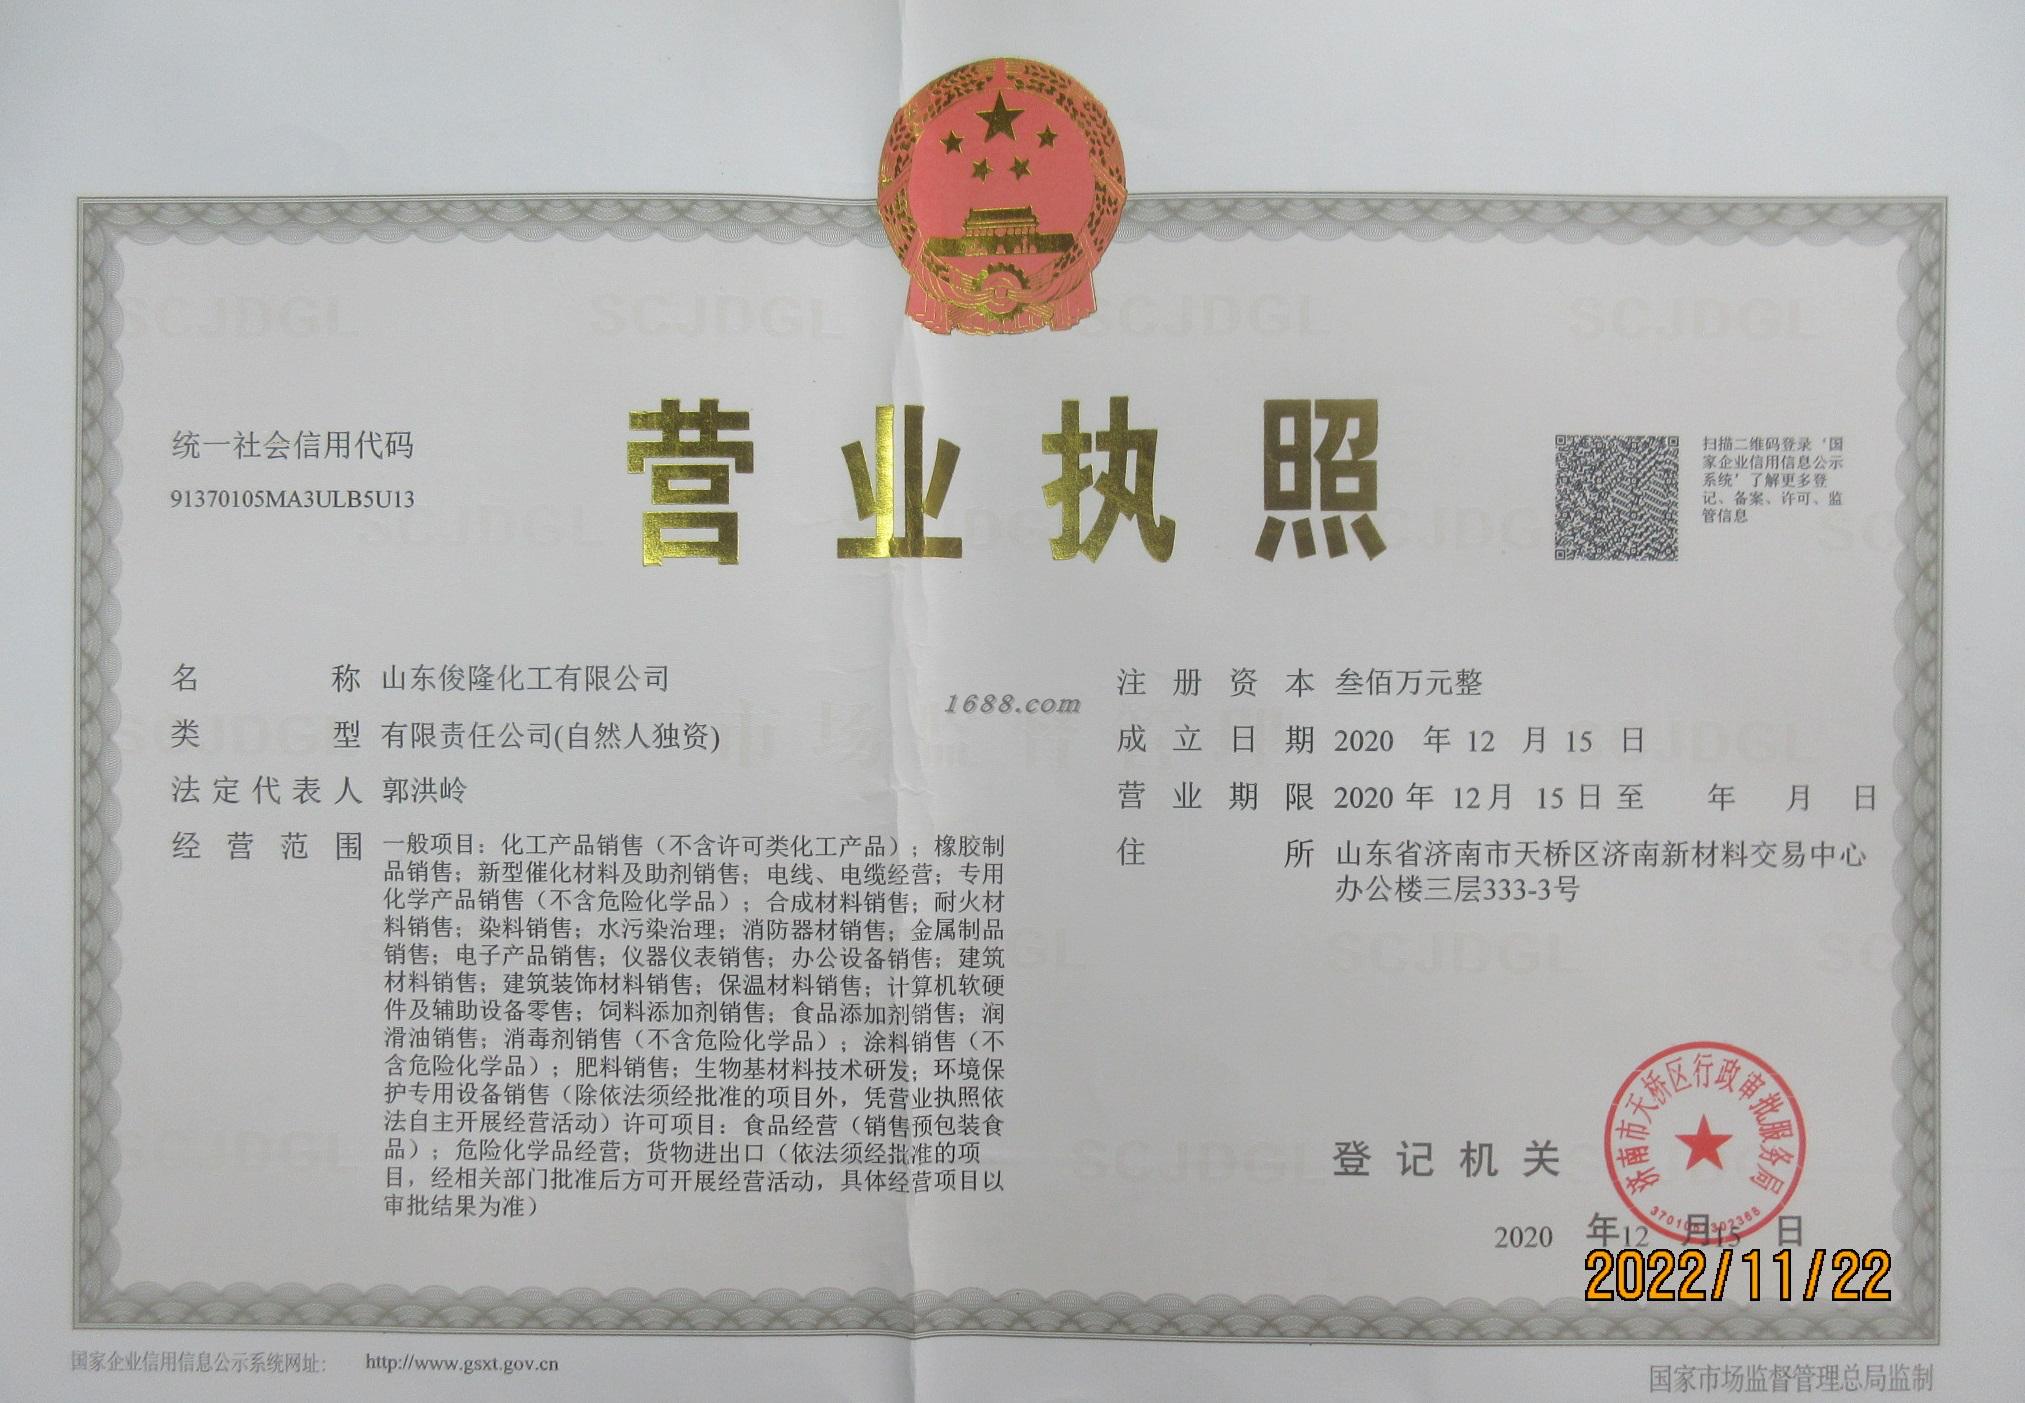 营业执照
统一社会信用代码
91370105MA3ULB5U13
扫描二维码登录‘国
家企业信用信息公示
系统’了解更多登
记、备案、许可、监
管信息
名称 山东俊隆化工有限公司
类型 有限责任公司(自然人独资)
法定代表人 郭洪岭
经营范围 一般项目：化工产品销售（不含许可类化工产品）；橡胶制
品销售；新型催化材料及助剂销售；电线、电缆经营；专用
化学产品销售（不含危险化学品）；合成材料销售；耐火材
料销售；染料销售；水污染治理；消防器材销售；金属制品
销售；电子产品销售；仪器仪表销售；办公设备销售；建筑
材料销售；建筑装饰材料销售；保温材料销售；计算机软硬
件及辅助设备零售；饲料添加剂销售；食品添加剂销售；润
滑油销售；消毒剂销售（不含危险化学品）；涂料销售（不
含危险化学品）；肥料销售；生物基材料技术研发；环境保
护专用设备销售（除依法须经批准的项目外，凭营业执照依
法自主开展经营活动）许可项目：食品经营（销售预包装食
品）；危险化学品经营；货物进出口（依法须经批准的项
目，经相关部门批准后方可开展经营活动，具体经营项目以
审批结果为准）
1688.com
注册资本 叁佰万元整
成立日期 2020 年 12 月 15 日
营业期限 2020 年 12月 15 日 至 年 月 日
住所 山东省济南市天桥区济南新材料交易中心
办公楼三层333-3号
登记机关
济南市天桥区行政审批服务局
2020 年12 月15 日
2022/11/22
国家企业信用信息公示系统网址： http://www.gsxt.gov.cn
国家市场监督管理总局监制
SCJDGL
市场监督管理